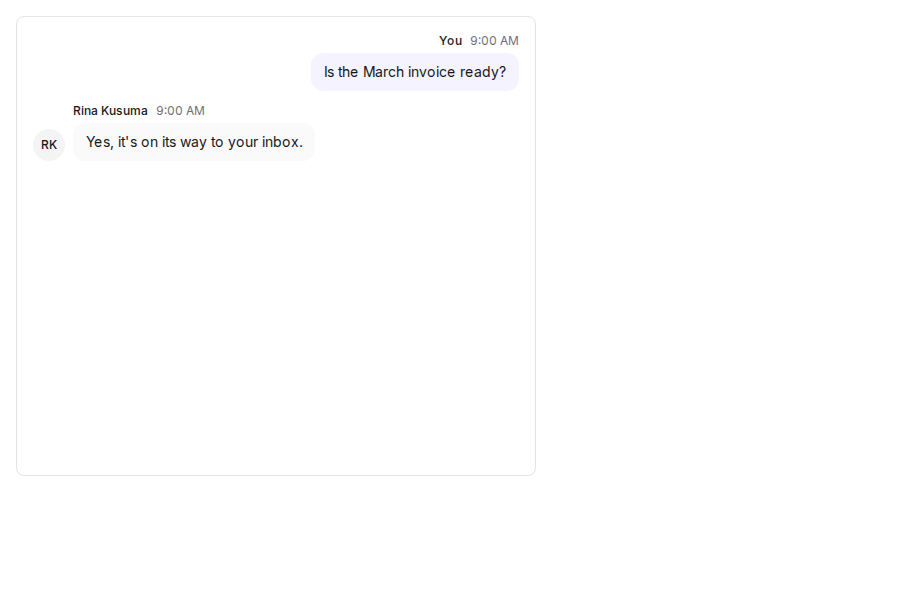 You 9:00 AM
Is the March invoice ready?
Rina Kusuma 9:00 AM
RK
Yes, it's on its way to your inbox.